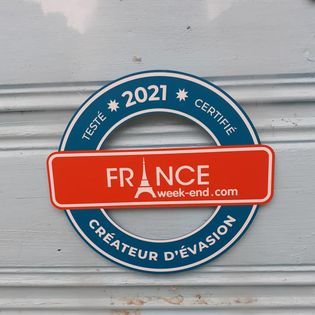 TESTÉ 2021 CERTIFIÉ
FRANCE
week-end.com
CRÉATEUR D'ÉVASION